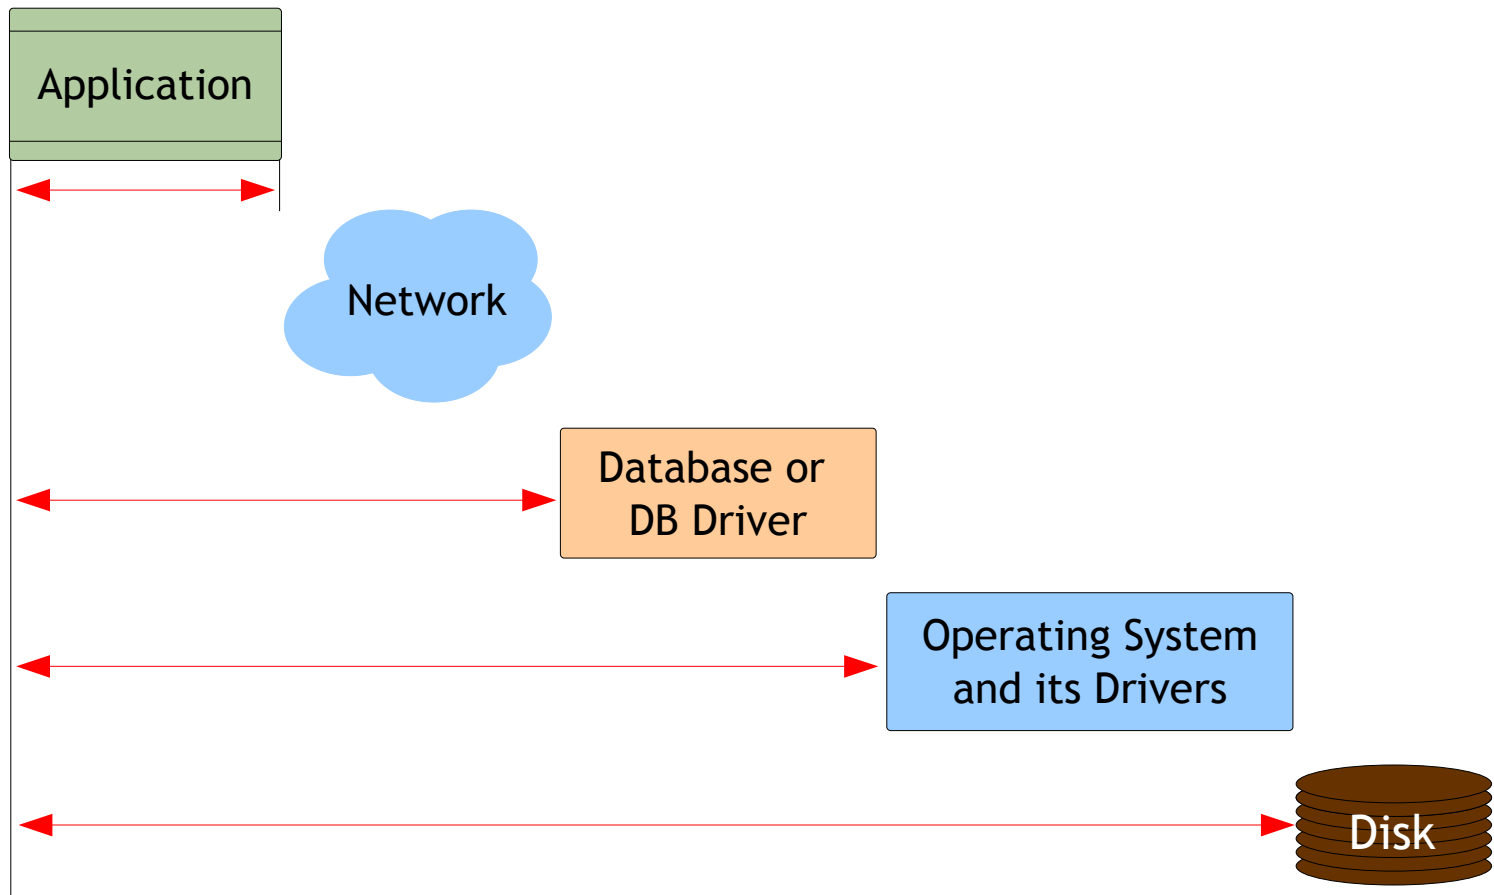 Application
Network
Database or
DB Driver
Operating System
and its Drivers
Disk